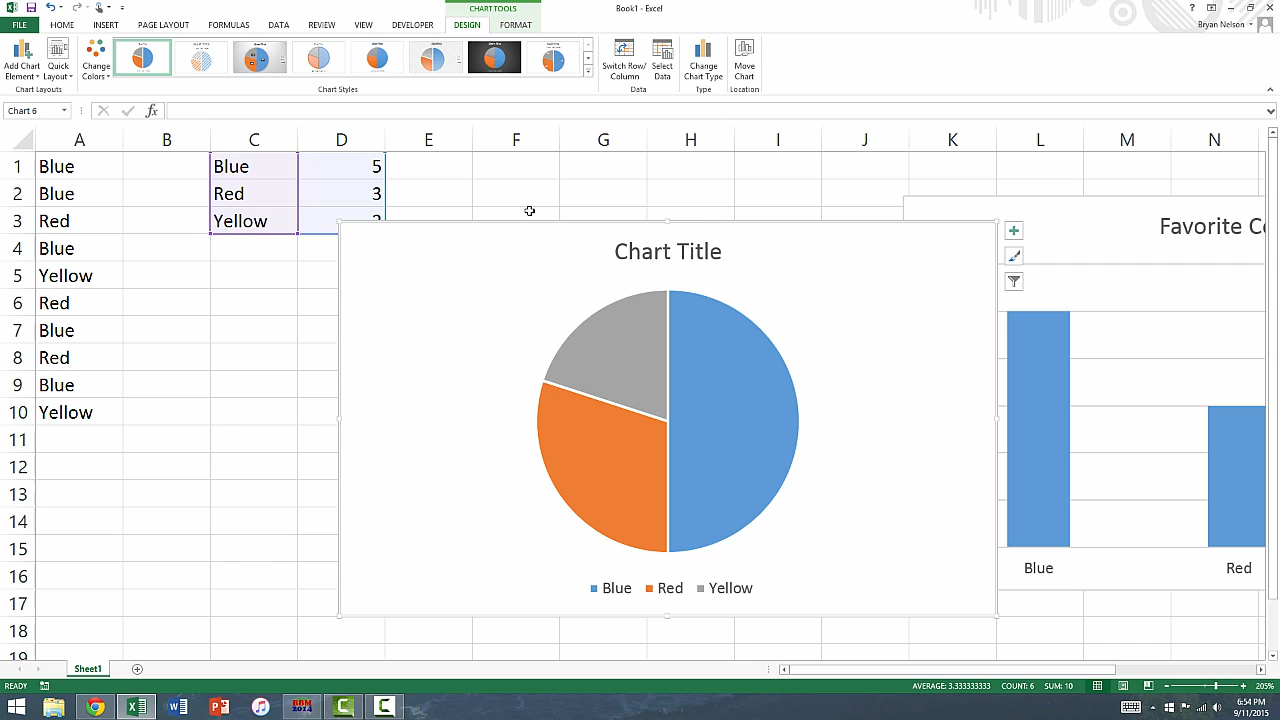 Book1 - Excel
CHART TOOLS
FILE HOME INSERT PAGE LAYOUT FORMULAS DATA REVIEW VIEW DEVELOPER DESIGN FORMAT
Bryan Nelson
Add Chart Element
Quick Layout
Change Colors
Switch Row/ Column
Select Data
Change Chart Type
Move Chart
Chart Layouts Chart Styles Data Type Location
Chart 6 fx
A B C D E F G H I J K L M N
1 Blue Blue 5
2 Blue Red 3
3 Red Yellow
4 Blue
5 Yellow
6 Red
7 Blue
8 Red
9 Blue
10 Yellow
11
12
13
14
15
16
17
18
19
Chart Title
Blue Red Yellow
Favorite Co
Blue Red
Sheet1
READY AVERAGE: 3.333333333 COUNT: 6 SUM: 10 205%
BBM 2014
6:54 PM
9/11/2015